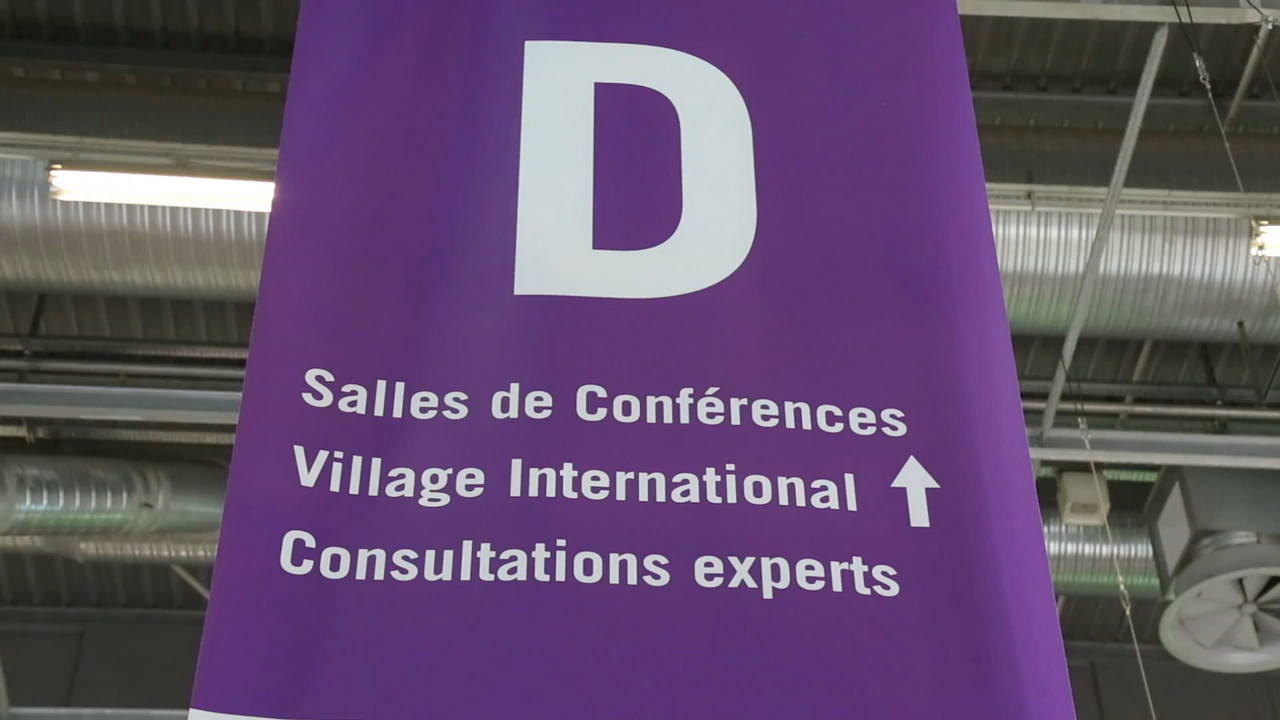 D
Salles de Conférences
Village International
Consultations experts